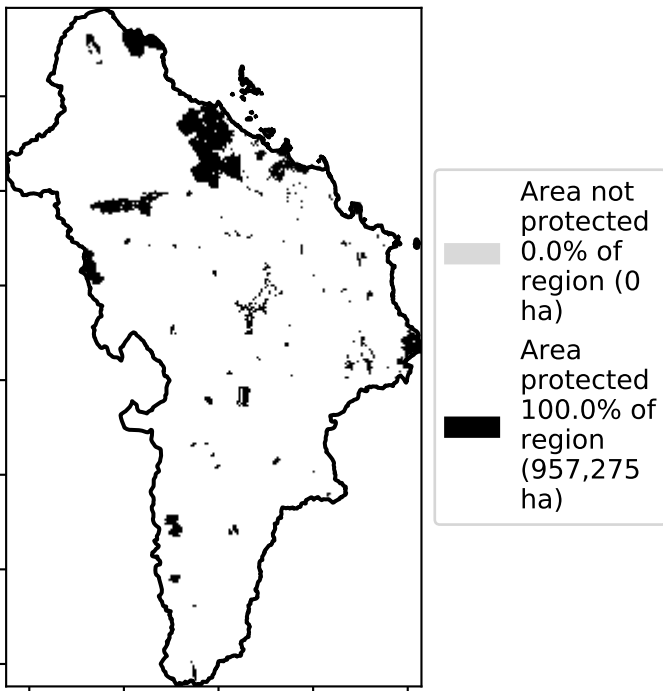 Area not
protected
0.0% of
region (0
ha)
Area
protected
100.0% of
region
(957,275
ha)